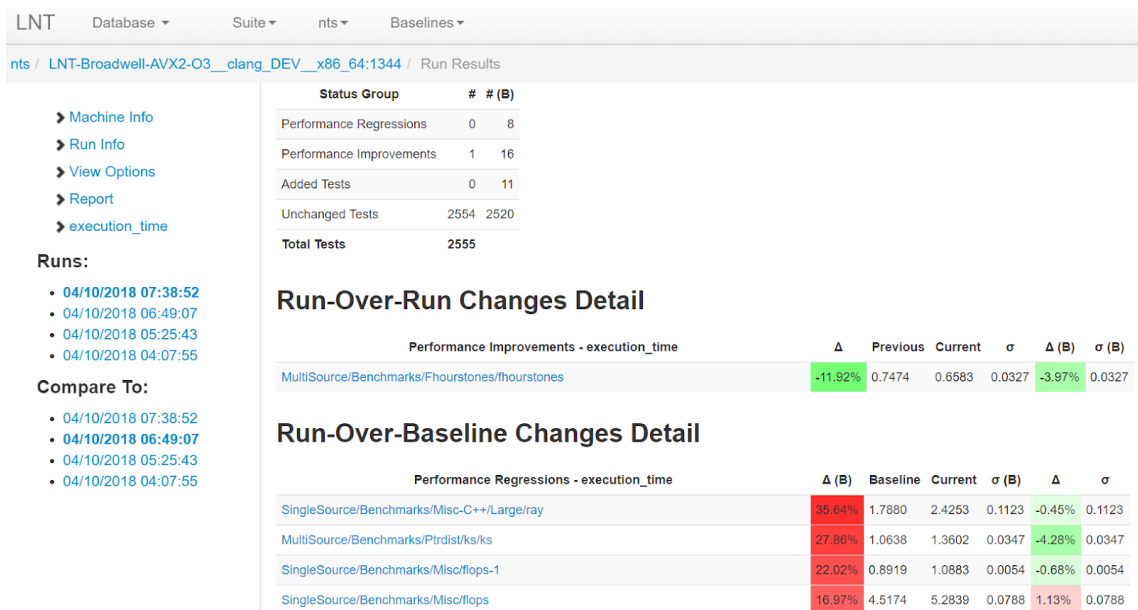 LNT Database Suite nts Baselines
nts / LNT-Broadwell-AVX2-O3__clang_DEV__x86_64:1344 / Run Results
Machine Info
Run Info
View Options
Report
execution_time
Runs:
04/10/2018 07:38:52
04/10/2018 06:49:07
04/10/2018 05:25:43
04/10/2018 04:07:55
Compare To:
04/10/2018 07:38:52
04/10/2018 06:49:07
04/10/2018 05:25:43
04/10/2018 04:07:55
Status Group # # (B)
Performance Regressions 0 8
Performance Improvements 1 16
Added Tests 0 11
Unchanged Tests 2554 2520
Total Tests 2555
Run-Over-Run Changes Detail
Performance Improvements - execution_time Δ Previous Current σ Δ (B) σ (B)
MultiSource/Benchmarks/Fhourstones/fhourstones -11.92% 0.7474 0.6583 0.0327 -3.97% 0.0327
Run-Over-Baseline Changes Detail
Performance Regressions - execution_time Δ (B) Baseline Current σ (B) Δ σ
SingleSource/Benchmarks/Misc-C++/Large/ray 35.64% 1.7880 2.4253 0.1123 -0.45% 0.1123
MultiSource/Benchmarks/Ptrdist/ks/ks 27.86% 1.0638 1.3602 0.0347 -4.28% 0.0347
SingleSource/Benchmarks/Misc/flops-1 22.02% 0.8919 1.0883 0.0054 -0.68% 0.0054
SingleSource/Benchmarks/Misc/flops 16.97% 4.5174 5.2839 0.0788 1.13% 0.0788